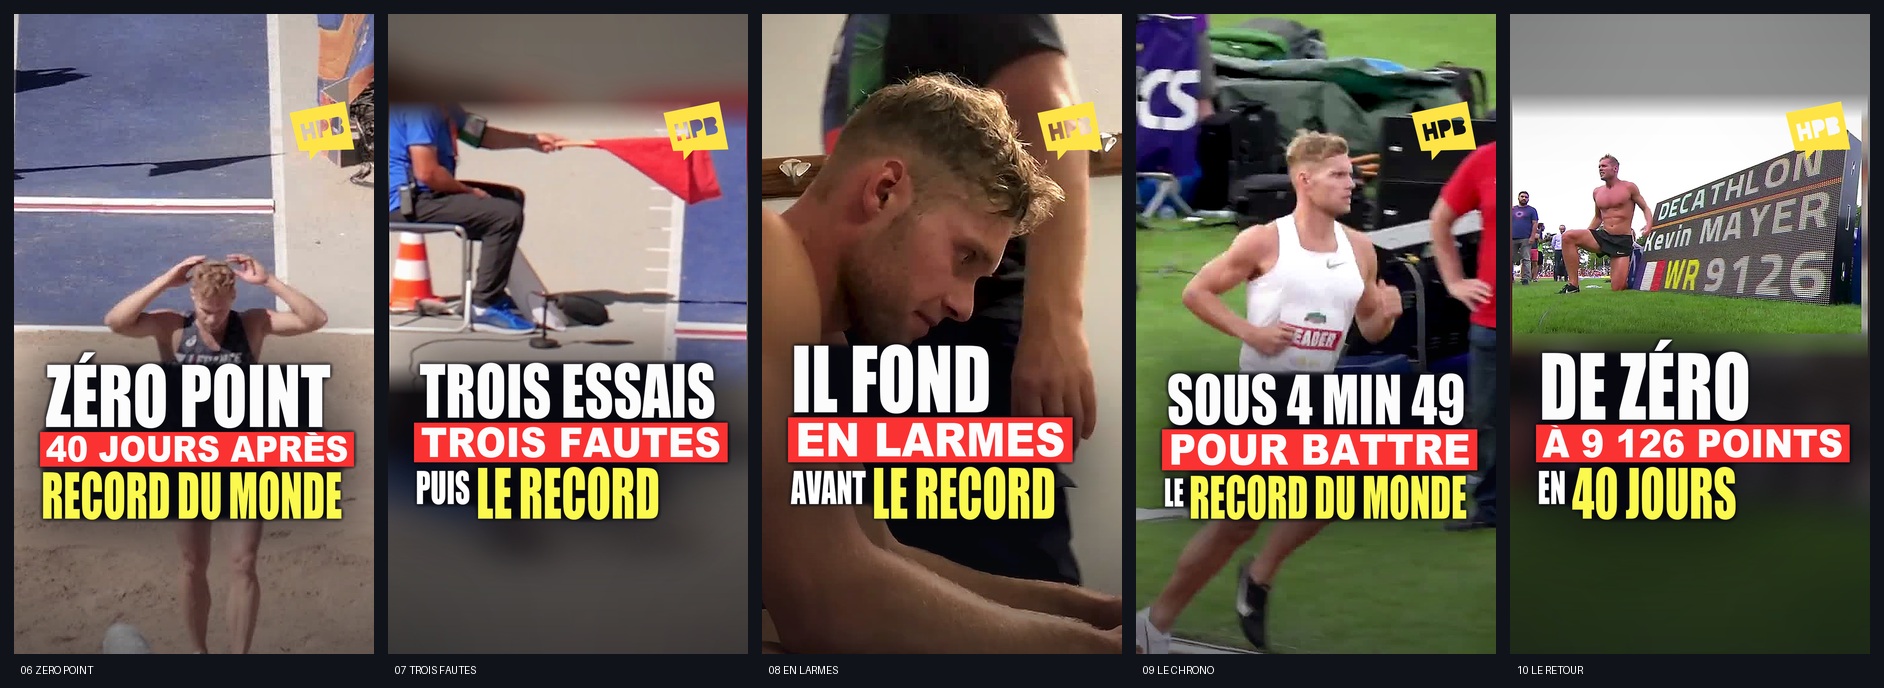 HPB
ZÉRO POINT
40 JOURS APRÈS
RECORD DU MONDE
06 ZERO POINT
HPB
TROIS ESSAIS
TROIS FAUTES
PUIS LE RECORD
07 TROIS FAUTES
HPB
IL FOND
EN LARMES
AVANT LE RECORD
08 EN LARMES
CS
HPB
LEADER
SOUS 4 MIN 49
POUR BATTRE
LE RECORD DU MONDE
09 LE CHRONO
HPB
DECATHLON
Kevin MAYER
WR 9126
DE ZÉRO
À 9 126 POINTS
EN 40 JOURS
10 LE RETOUR